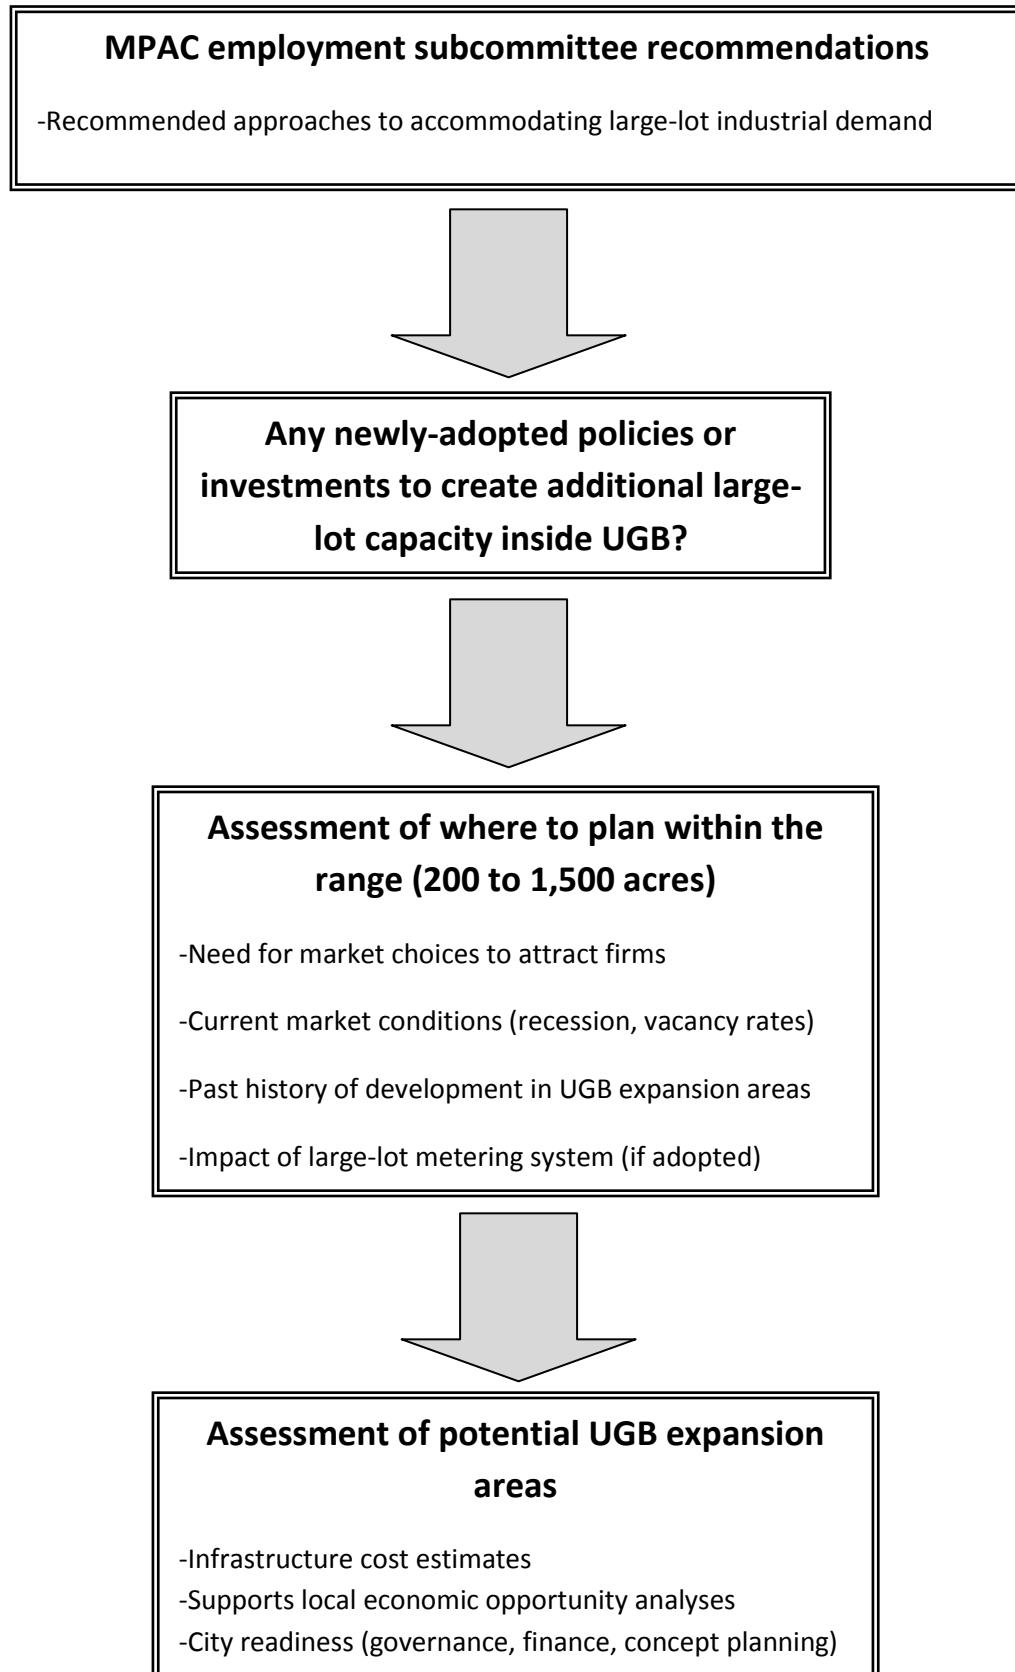 MPAC employment subcommittee recommendations
-Recommended approaches to accommodating large-lot industrial demand
Any newly-adopted policies or
investments to create additional large-
lot capacity inside UGB?
Assessment of where to plan within the
range (200 to 1,500 acres)
-Need for market choices to attract firms
-Current market conditions (recession, vacancy rates)
-Past history of development in UGB expansion areas
-Impact of large-lot metering system (if adopted)
Assessment of potential UGB expansion
areas
-Infrastructure cost estimates
-Supports local economic opportunity analyses
-City readiness (governance, finance, concept planning)